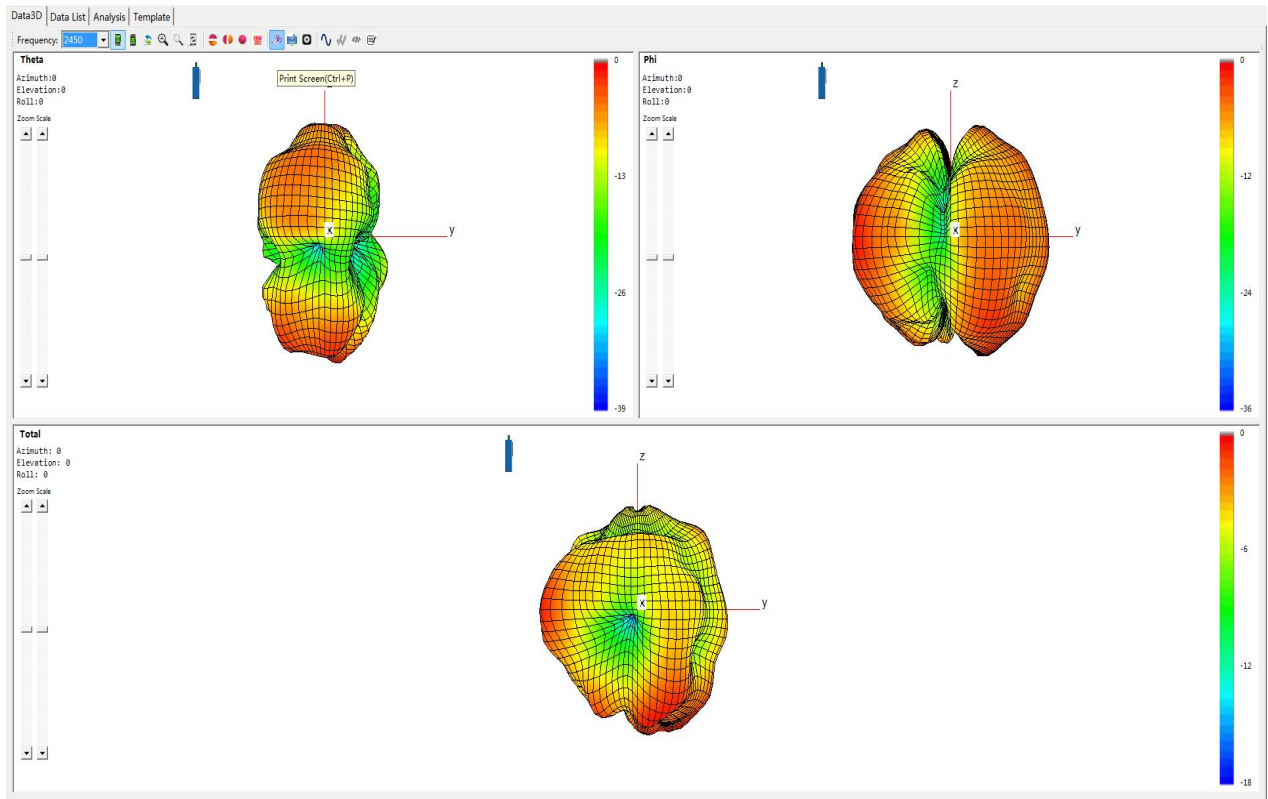 Data3D Data List Analysis Template
Frequency: 2450
Theta
Azimuth:0
Elevation:0
Roll:0
Zoom Scale
Print Screen(Ctrl+P)
x
y
0
-13
-26
-39
Phi
Azimuth:0
Elevation:0
Roll:0
Zoom Scale
z
x
y
0
-12
-24
-36
Total
Azimuth: 0
Elevation: 0
Roll: 0
Zoom Scale
z
x
y
0
-6
-12
-18